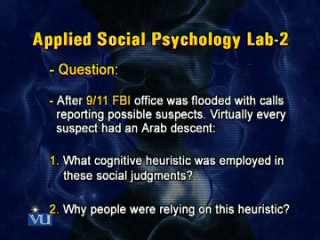 Applied Social Psychology Lab-2
- Question:
- After 9/11 FBI office was flooded with calls
reporting possible suspects. Virtually every
suspect had an Arab descent:
1. What cognitive heuristic was employed in
these social judgments?
2. Why people were relying on this heuristic?
VU